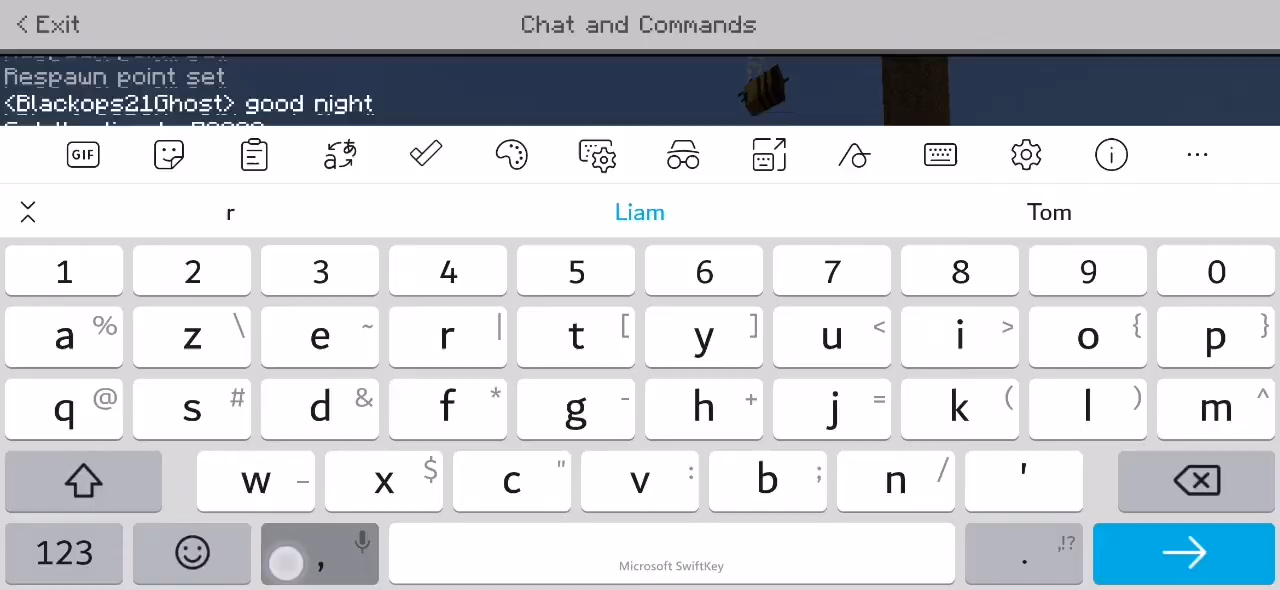 Exit Chat and Commands
Respawn point set
<Blackops21Ghost> good night
GIF
r Liam Tom
1 2 3 4 5 6 7 8 9 0
a % z \ e ~ r | t [ y ] u < i > o { p }
q @ s # d & f * g - h + j = k ( l ) m ^
w _ x $ c " v : b ; n / '
123 , Microsoft SwiftKey . ,!?